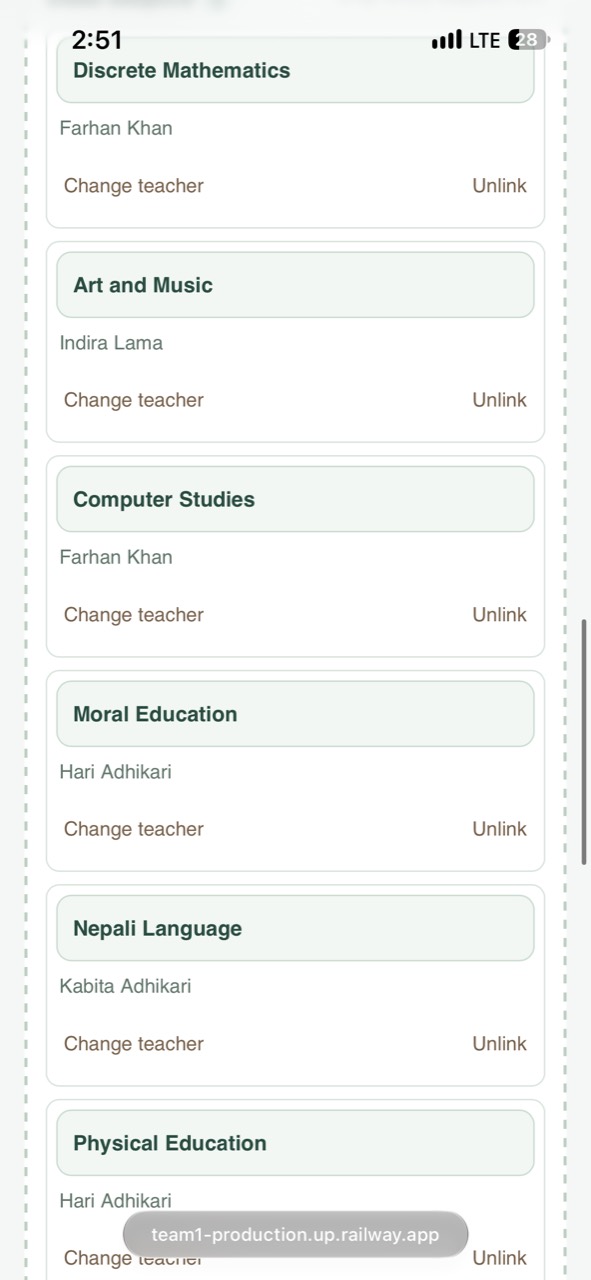 2:51 LTE 28
Discrete Mathematics
Farhan Khan
Change teacher Unlink
Art and Music
Indira Lama
Change teacher Unlink
Computer Studies
Farhan Khan
Change teacher Unlink
Moral Education
Hari Adhikari
Change teacher Unlink
Nepali Language
Kabita Adhikari
Change teacher Unlink
Physical Education
Hari Adhikari
team1-production.up.railway.app
Change teacher Unlink